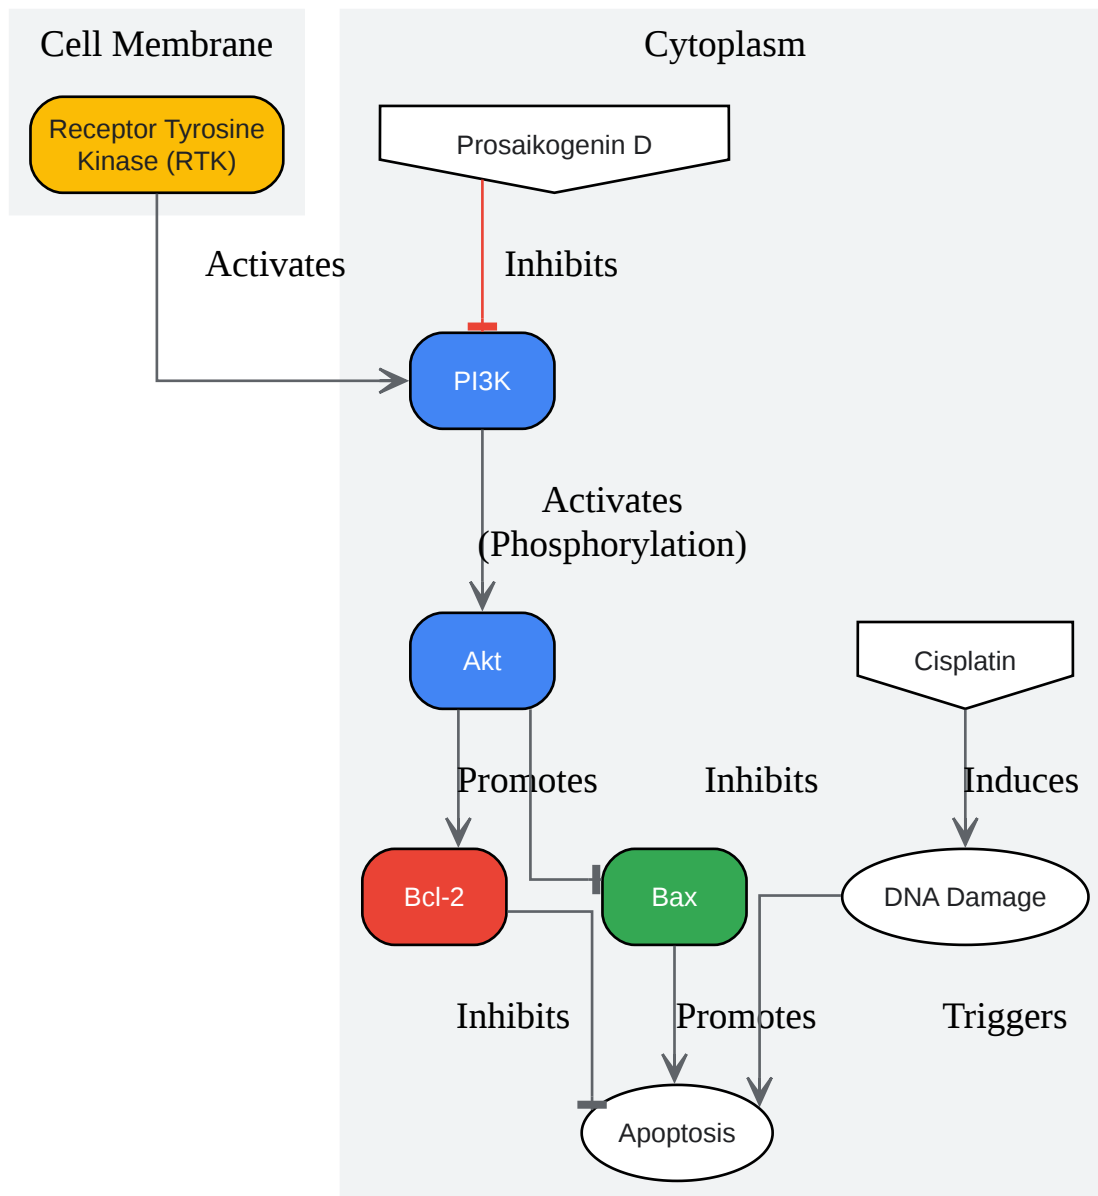 Cell Membrane
Cytoplasm
Receptor Tyrosine
Kinase (RTK)
Prosaikogenin D
Activates
Inhibits
PI3K
Activates
(Phosphorylation)
Akt
Cisplatin
Promotes
Inhibits
Induces
Bcl-2
Bax
DNA Damage
Inhibits
Promotes
Triggers
Apoptosis